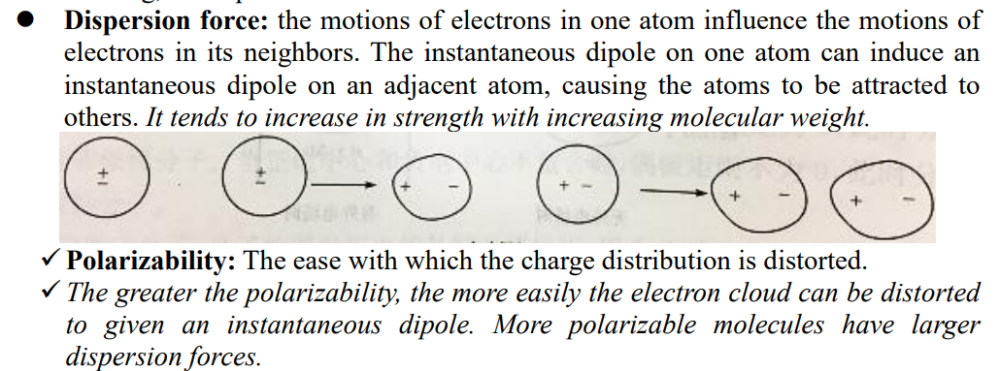 ● Dispersion force: the motions of electrons in one atom influence the motions of
electrons in its neighbors. The instantaneous dipole on one atom can induce an
instantaneous dipole on an adjacent atom, causing the atoms to be attracted to
others. It tends to increase in strength with increasing molecular weight.
± ± + - + - + - + -
✓ Polarizability: The ease with which the charge distribution is distorted.
✓ The greater the polarizability, the more easily the electron cloud can be distorted
to given an instantaneous dipole. More polarizable molecules have larger
dispersion forces.